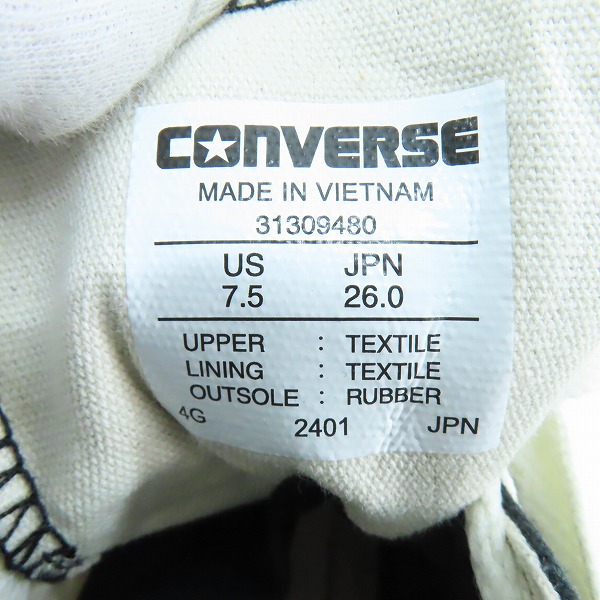 CONVERSE
MADE IN VIETNAM
31309480
US JPN
7.5 26.0
UPPER : TEXTILE
LINING : TEXTILE
OUTSOLE : RUBBER
4G 2401 JPN